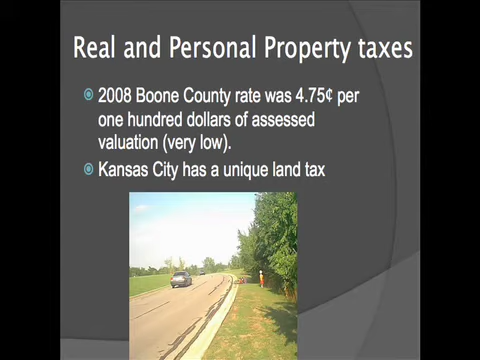 Real and Personal Property taxes
2008 Boone County rate was 4.75¢ per
one hundred dollars of assessed
valuation (very low).
Kansas City has a unique land tax